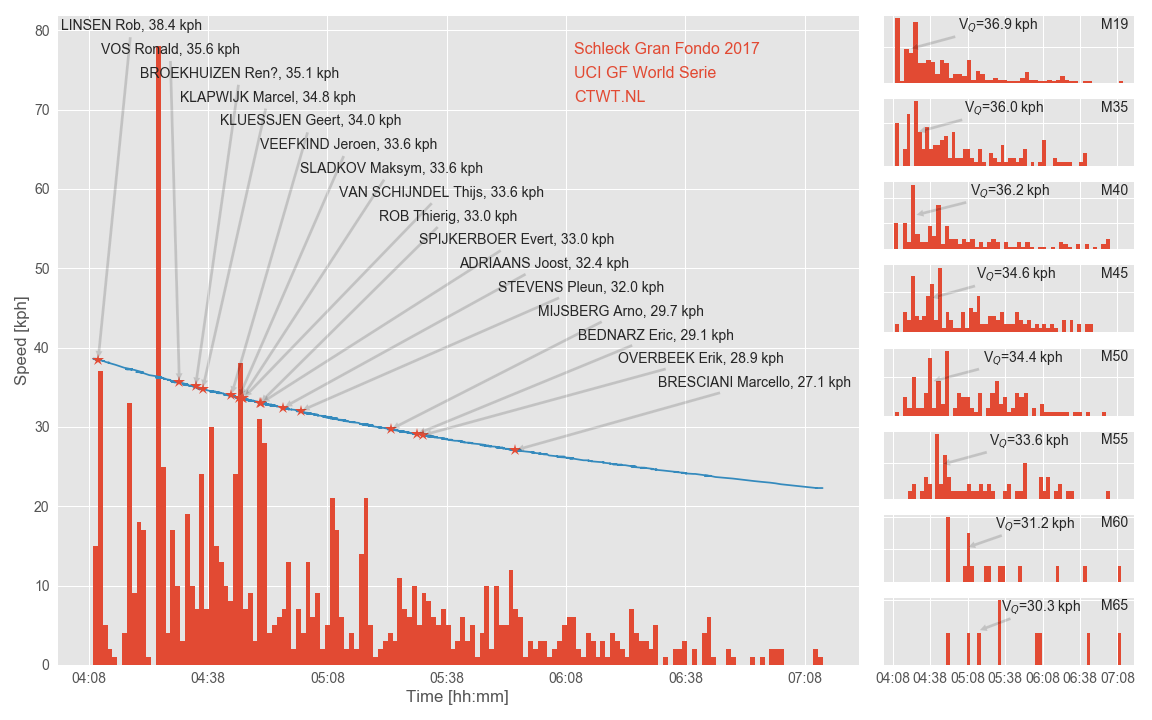 LINSEN Rob, 38.4 kph
VOS Ronald, 35.6 kph
BROEKHUIZEN Ren?, 35.1 kph
KLAPWIJK Marcel, 34.8 kph
KLUESSJEN Geert, 34.0 kph
VEEFKIND Jeroen, 33.6 kph
SLADKOV Maksym, 33.6 kph
VAN SCHIJNDEL Thijs, 33.6 kph
ROB Thierig, 33.0 kph
SPIJKERBOER Evert, 33.0 kph
ADRIAANS Joost, 32.4 kph
STEVENS Pleun, 32.0 kph
MIJSBERG Arno, 29.7 kph
BEDNARZ Eric, 29.1 kph
OVERBEEK Erik, 28.9 kph
BRESCIANI Marcello, 27.1 kph
Schleck Gran Fondo 2017
UCI GF World Serie
CTWT.NL
Speed [kph]
80
70
60
50
40
30
20
10
0
04:08 04:38 05:08 05:38 06:08 06:38 07:08
Time [hh:mm]
V_Q=36.9 kph M19
V_Q=36.0 kph M35
V_Q=36.2 kph M40
V_Q=34.6 kph M45
V_Q=34.4 kph M50
V_Q=33.6 kph M55
V_Q=31.2 kph M60
V_Q=30.3 kph M65
04:08 04:38 05:08 05:38 06:08 06:38 07:08